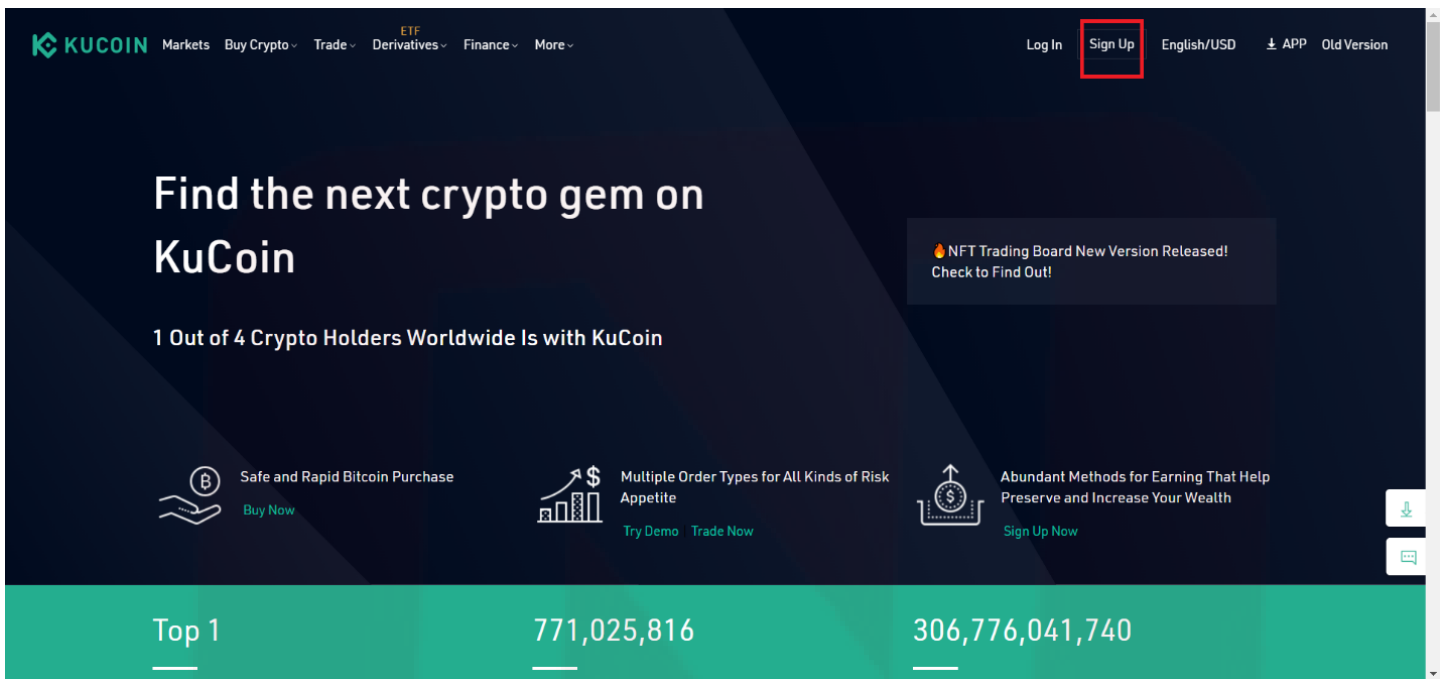 KUCOIN Markets Buy Crypto Trade ETF Derivatives Finance More Log In Sign Up English/USD APP Old Version
Find the next crypto gem on
KuCoin
1 Out of 4 Crypto Holders Worldwide Is with KuCoin
🔥NFT Trading Board New Version Released!
Check to Find Out!
Safe and Rapid Bitcoin Purchase
Buy Now
Multiple Order Types for All Kinds of Risk
Appetite
Try Demo Trade Now
Abundant Methods for Earning That Help
Preserve and Increase Your Wealth
Sign Up Now
Top 1
771,025,816
306,776,041,740